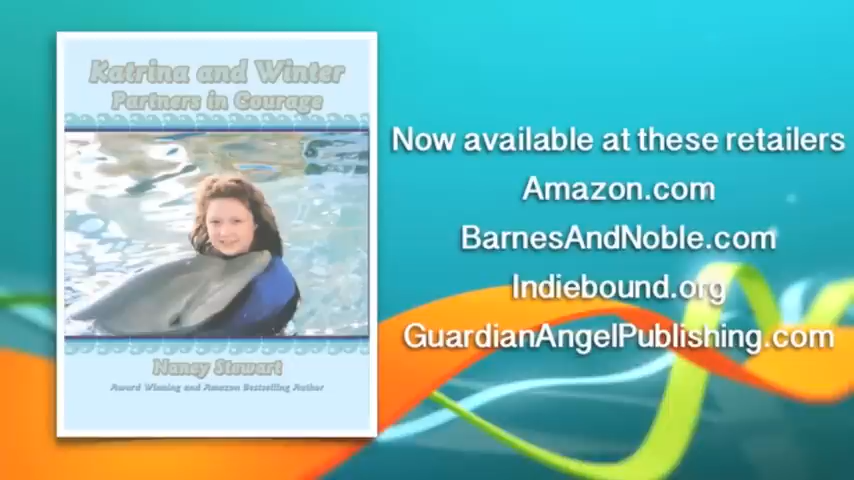 Katrina and Winter
Partners in Courage
Nancy Stewart
Award Winning and Amazon Bestselling Author
Now available at these retailers
Amazon.com
BarnesAndNoble.com
Indiebound.org
GuardianAngelPublishing.com